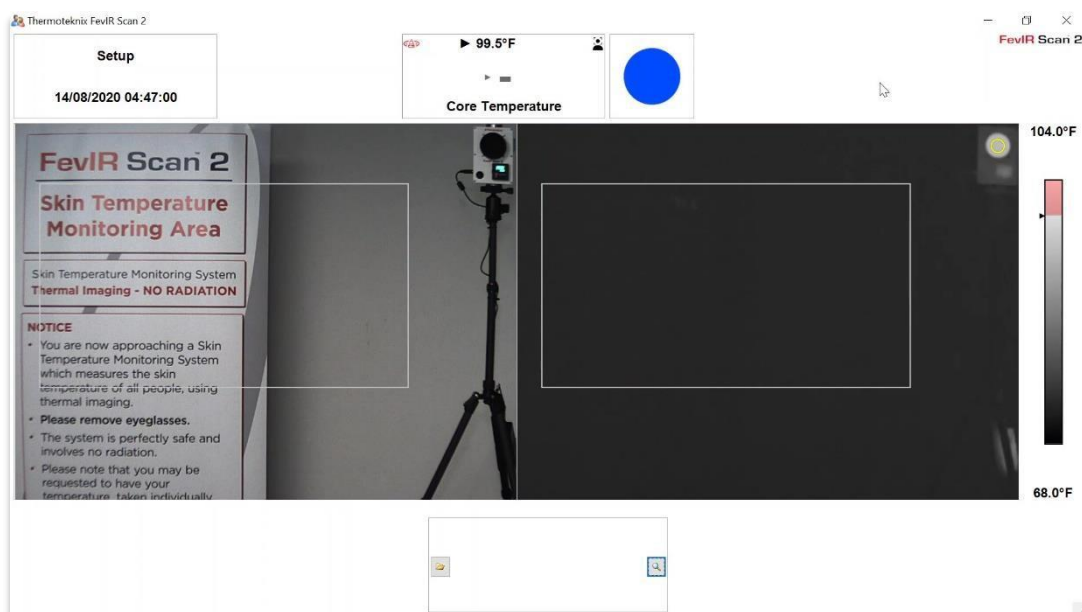 Thermoteknix FevIR Scan 2
Setup
14/08/2020 04:47:00
► 99.5°F
Core Temperature
FevIR Scan 2
FevIR Scan 2
Skin Temperature
Monitoring Area
Skin Temperature Monitoring System
Thermal Imaging - NO RADIATION
NOTICE
• You are now approaching a Skin
Temperature Monitoring System
which measures the skin
temperature of all people, using
thermal imaging.
• Please remove eyeglasses.
• The system is perfectly safe and
involves no radiation.
• Please note that you may be
requested to have your
temperature taken individually
104.0°F
68.0°F